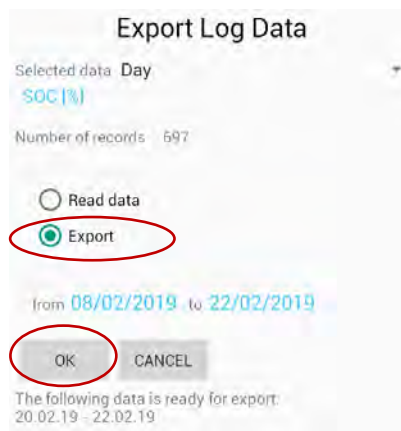 Export Log Data
Selected data Day
SOC [%]
Number of records 697
Read data
Export
from 08/02/2019 to 22/02/2019
OK CANCEL
The following data is ready for export:
20.02.19 - 22.02.19